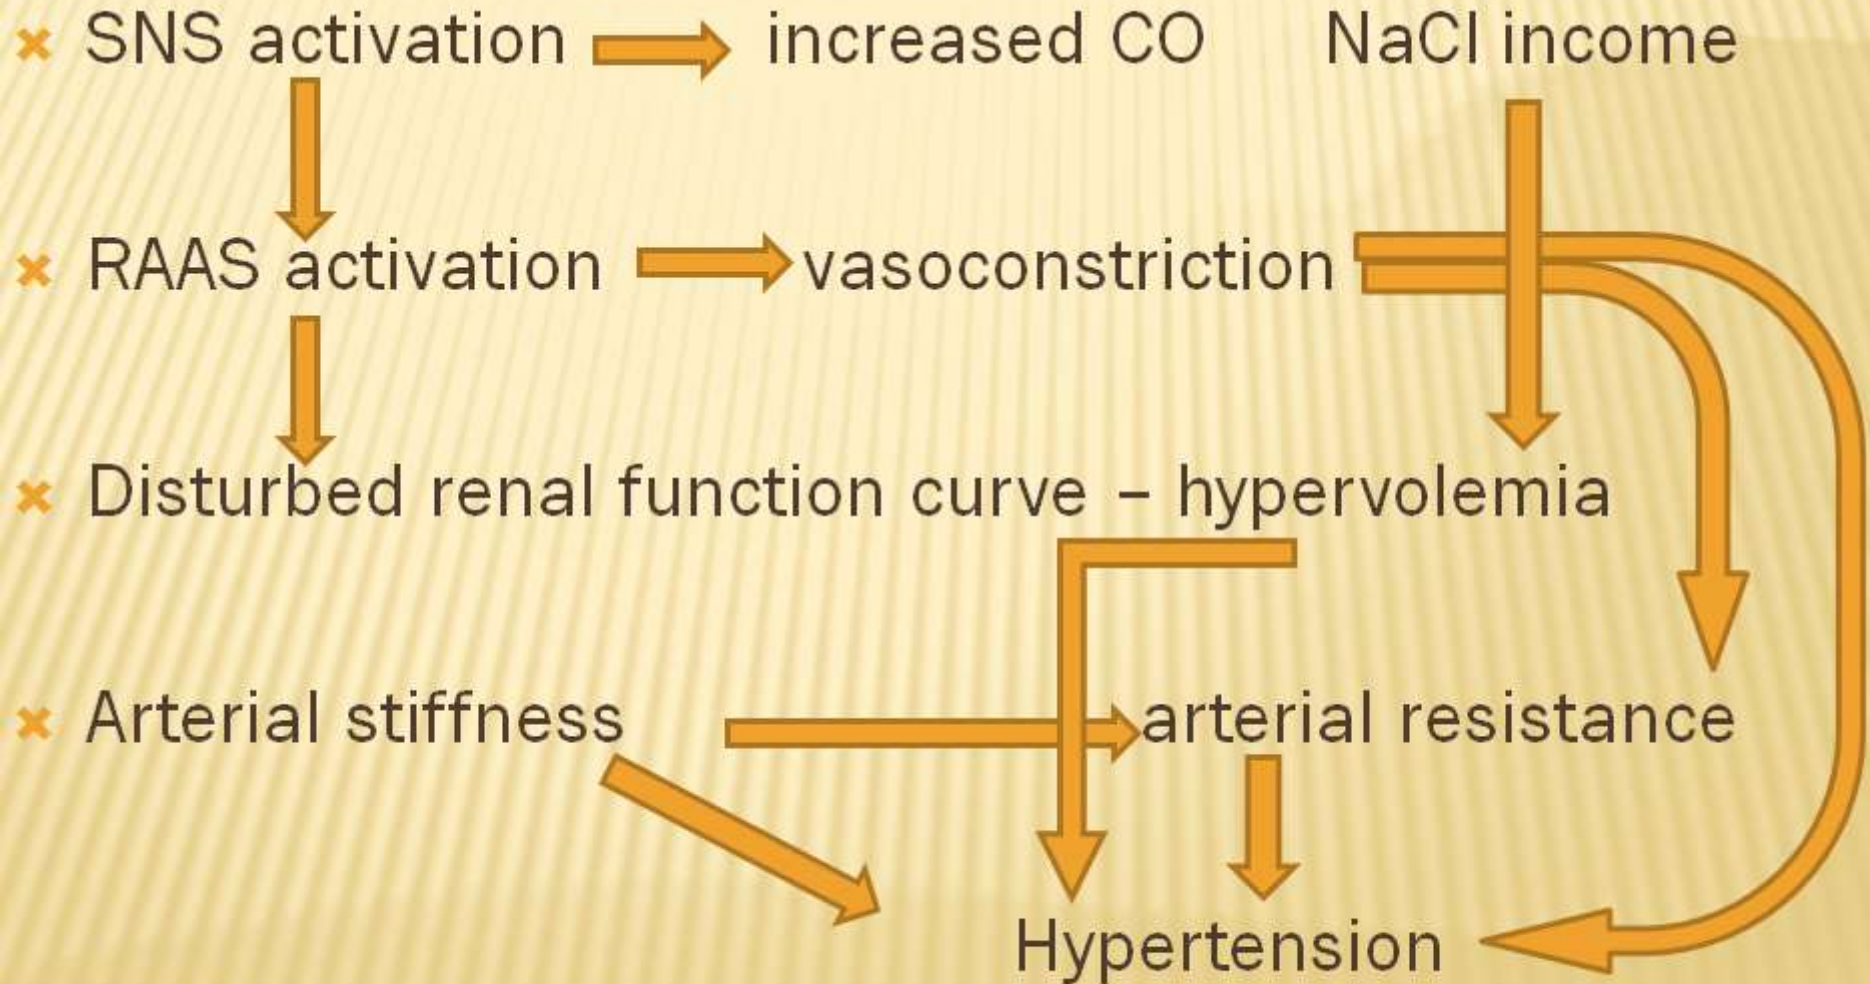 SNS activation increased CO NaCl income
RAAS activation vasoconstriction
Disturbed renal function curve – hypervolemia
Arterial stiffness arterial resistance
Hypertension